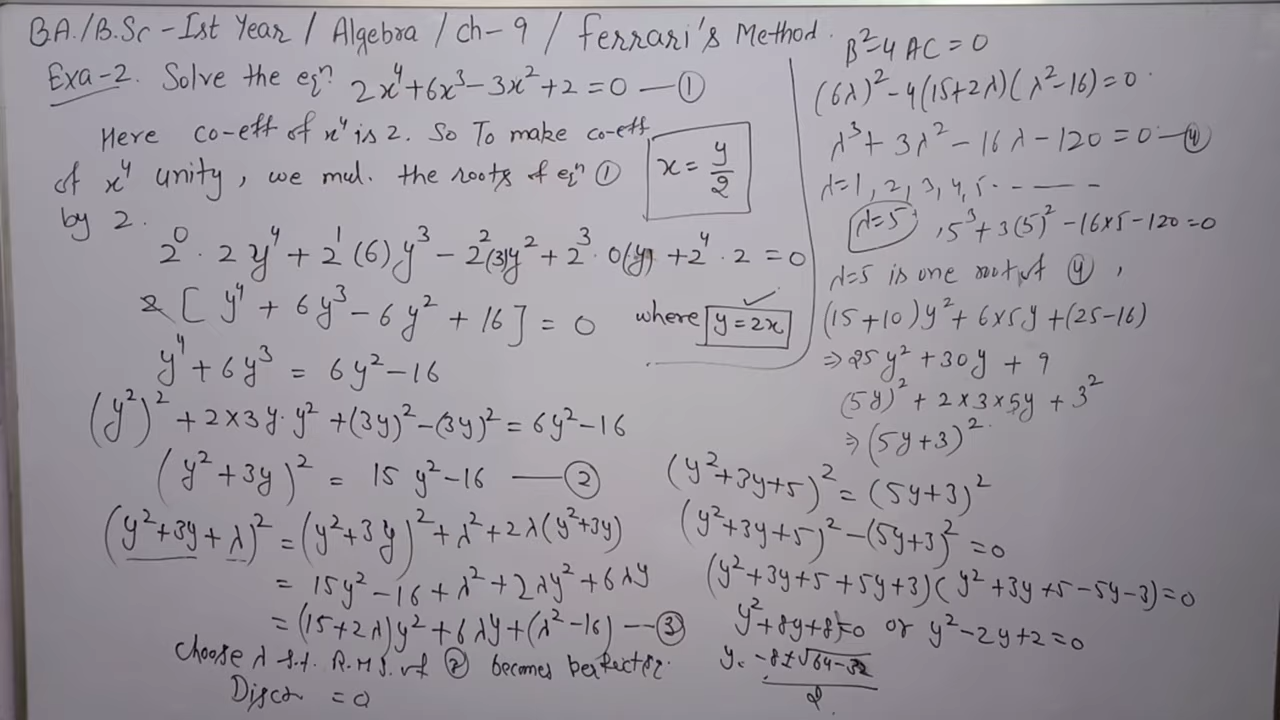 BA./B.Sc-Ist Year / Algebra / ch-9 / Ferrari's Method.
Exa-2. Solve the eqⁿ. 2x⁴+6x³-3x²+2=0 —①
Here co-eff of x⁴ is 2. So To make co-eff
of x⁴ unity, we mul. the roots of eqⁿ ①
by 2.
x = y/2
2⁰·2y⁴+2¹(6)y³-2²(3)y²+2³·0(y)+2⁴·2=0
2[y⁴+6y³-6y²+16]=0 where y=2x ✓
y⁴+6y³ = 6y²-16
(y²)²+2×3y·y²+(3y)²-(3y)²=6y²-16
(y²+3y)² = 15y²-16 —②
(y²+3y+λ)²=(y²+3y)²+λ²+2λ(y²+3y)
= 15y²-16+λ²+2λy²+6λy
=(15+2λ)y²+6λy+(λ²-16) —③
choose λ s.t. R.H.S. of ② becomes perfect sq.
Discr =0
B²-4AC=0
(6λ)²-4(15+2λ)(λ²-16)=0
λ³+3λ²-16λ-120=0 —④
λ=1,2,3,4,5-----
λ=5, 5³+3(5)²-16×5-120=0
λ=5 is one root of ④,
(15+10)y²+6×5y+(25-16)
⇒25y²+30y+9
(5y)²+2×3×5y+3²
⇒(5y+3)²
(y²+3y+5)²=(5y+3)²
(y²+3y+5)²-(5y+3)²=0
(y²+3y+5+5y+3)(y²+3y+5-5y-3)=0
y²+8y+8=0 or y²-2y+2=0
y= (-8±√64-32)/2